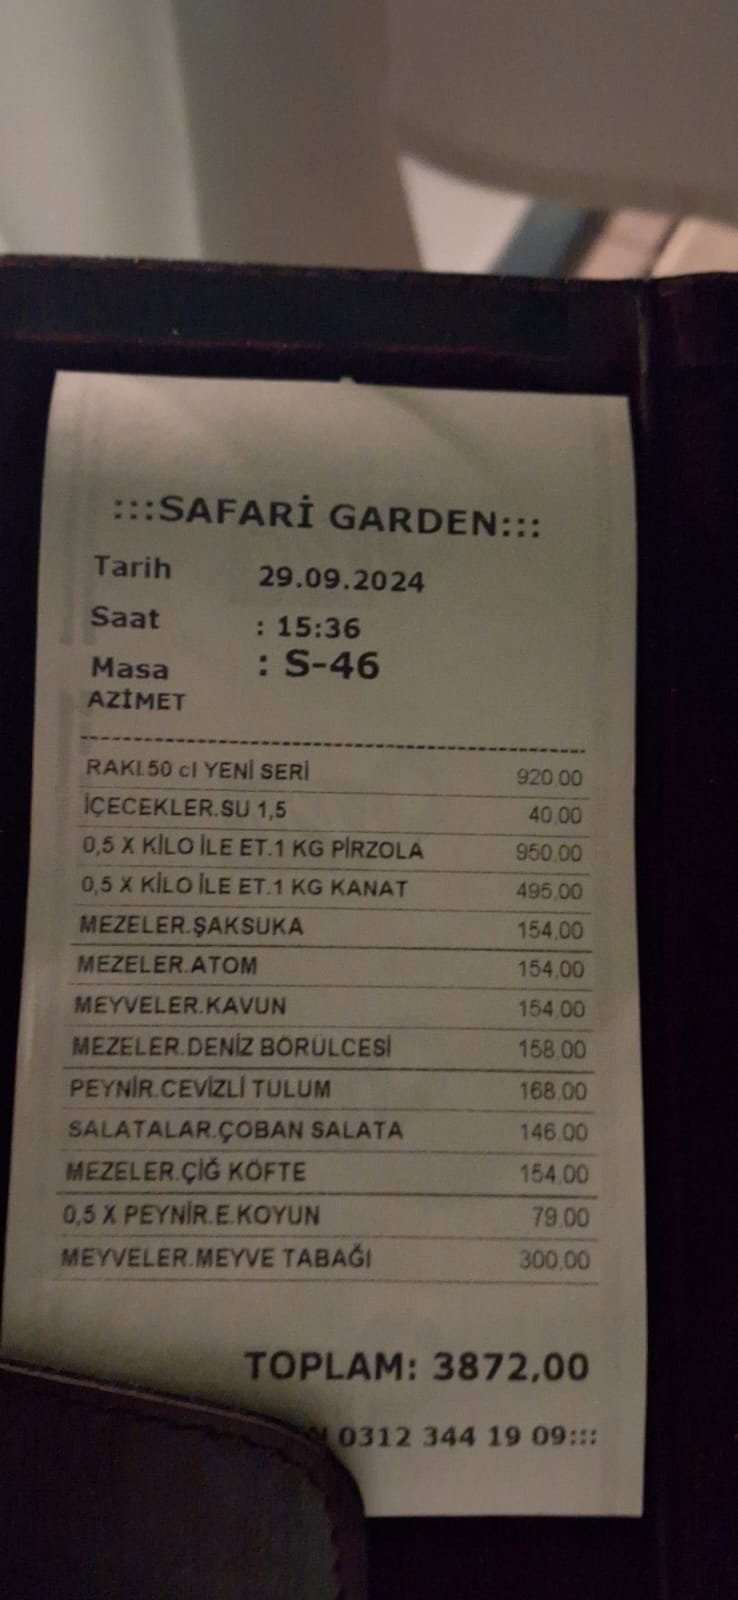 :::SAFARİ GARDEN:::
Tarih 29.09.2024
Saat : 15:36
Masa : S-46
AZİMET
RAKI.50 cl YENİ SERİ 920.00
İÇECEKLER.SU 1,5 40,00
0,5 X KİLO İLE ET.1 KG PİRZOLA 950,00
0,5 X KİLO İLE ET.1 KG KANAT 495,00
MEZELER.ŞAKSUKA 154,00
MEZELER.ATOM 154,00
MEYVELER.KAVUN 154,00
MEZELER.DENİZ BÖRÜLCESİ 158.00
PEYNİR.CEVİZLİ TULUM 168.00
SALATALAR.ÇOBAN SALATA 146.00
MEZELER.ÇİĞ KÖFTE 154,00
0,5 X PEYNİR.E.KOYUN 79,00
MEYVELER.MEYVE TABAĞI 300,00
TOPLAM: 3872,00
0312 344 19 09:::